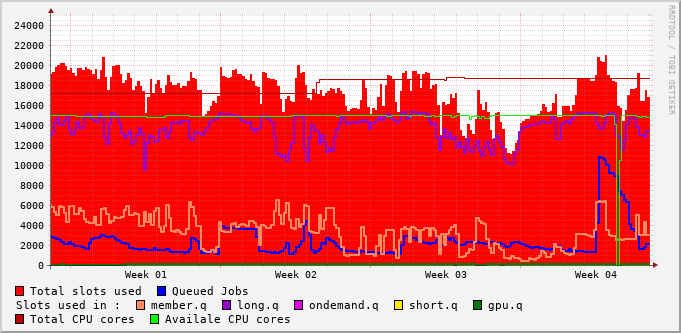 RRDTOOL / TOBI OETIKER
24000
22000
20000
18000
16000
14000
12000
10000
8000
6000
4000
2000
0
Week 01 Week 02 Week 03 Week 04
Total slots used Queued Jobs
Slots used in : member.q long.q ondemand.q short.q gpu.q
Total CPU cores Availale CPU cores